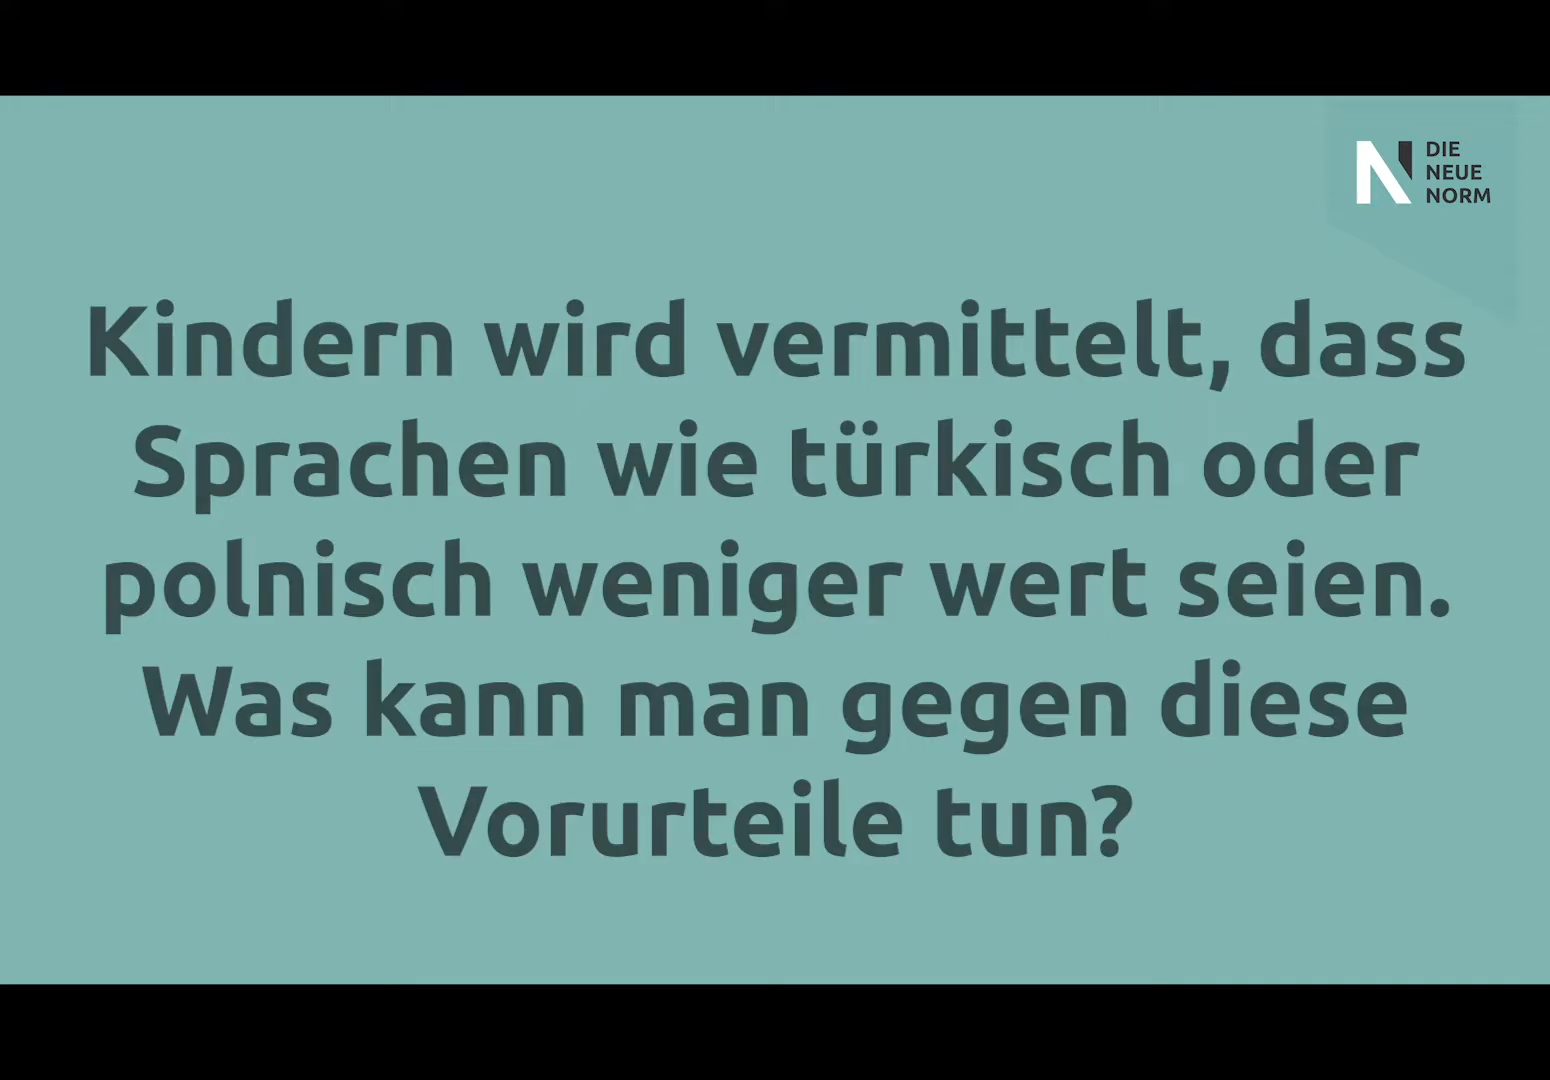 DIE
NEUE
NORM
Kindern wird vermittelt, dass
Sprachen wie türkisch oder
polnisch weniger wert seien.
Was kann man gegen diese
Vorurteile tun?